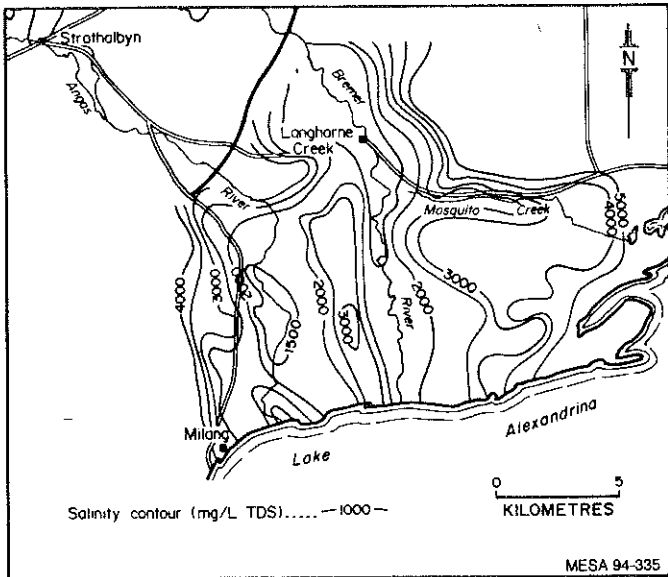 Strathalbyn
N
Angas
Bremer
Langhorne
Creek
River
Mosquito Creek
5000
4000
4000
3000
2000
2000
3000
1500
2000
3000
River
Milang
Lake Alexandrina
0 5
KILOMETRES
Salinity contour (mg/L TDS)..... —1000—
MESA 94-335